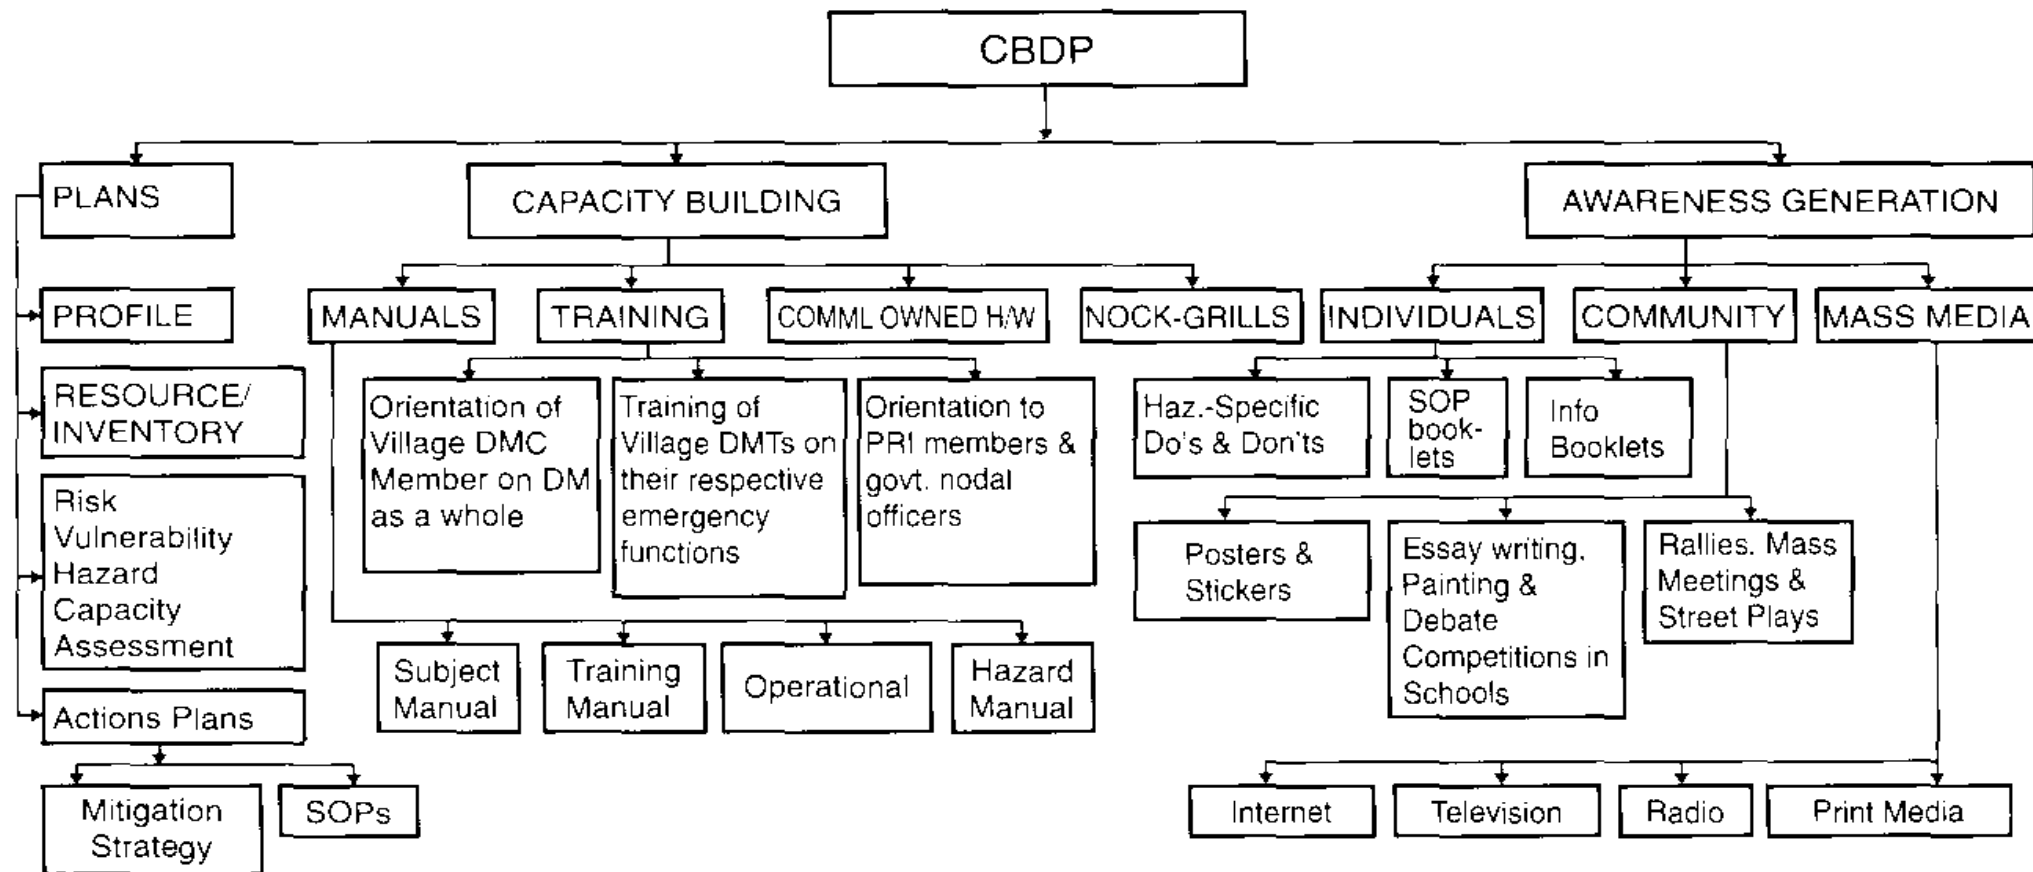 CBDP
PLANS
CAPACITY BUILDING
AWARENESS GENERATION
PROFILE
MANUALS
TRAINING
COMML OWNED H/W
NOCK-GRILLS
INDIVIDUALS
COMMUNITY
MASS MEDIA
RESOURCE/
INVENTORY
Risk
Vulnerability
Hazard
Capacity
Assessment
Actions Plans
Mitigation
Strategy
SOPs
Orientation of
Village DMC
Member on DM
as a whole
Training of
Village DMTs on
their respective
emergency
functions
Orientation to
PRI members &
govt. nodal
officers
Subject
Manual
Training
Manual
Operational
Hazard
Manual
Haz.-Specific
Do's & Don'ts
SOP
book-
lets
Info
Booklets
Posters &
Stickers
Essay writing,
Painting &
Debate
Competitions in
Schools
Rallies. Mass
Meetings &
Street Plays
Internet
Television
Radio
Print Media